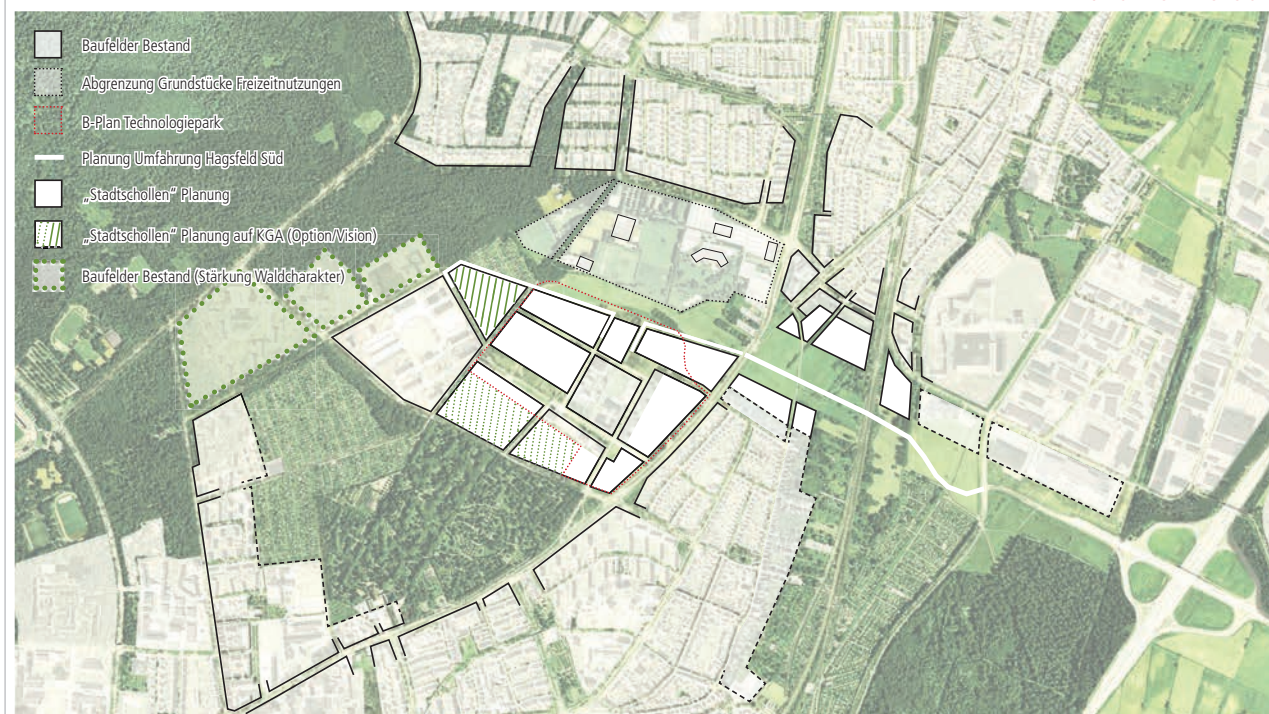 Baufelder Bestand
Abgrenzung Grundstücke Freizeitnutzungen
B-Plan Technologiepark
Planung Umfahrung Hagsfeld Süd
„Stadtschollen“ Planung
„Stadtschollen“ Planung auf KGA (Option/Vision)
Baufelder Bestand (Stärkung Waldcharakter)